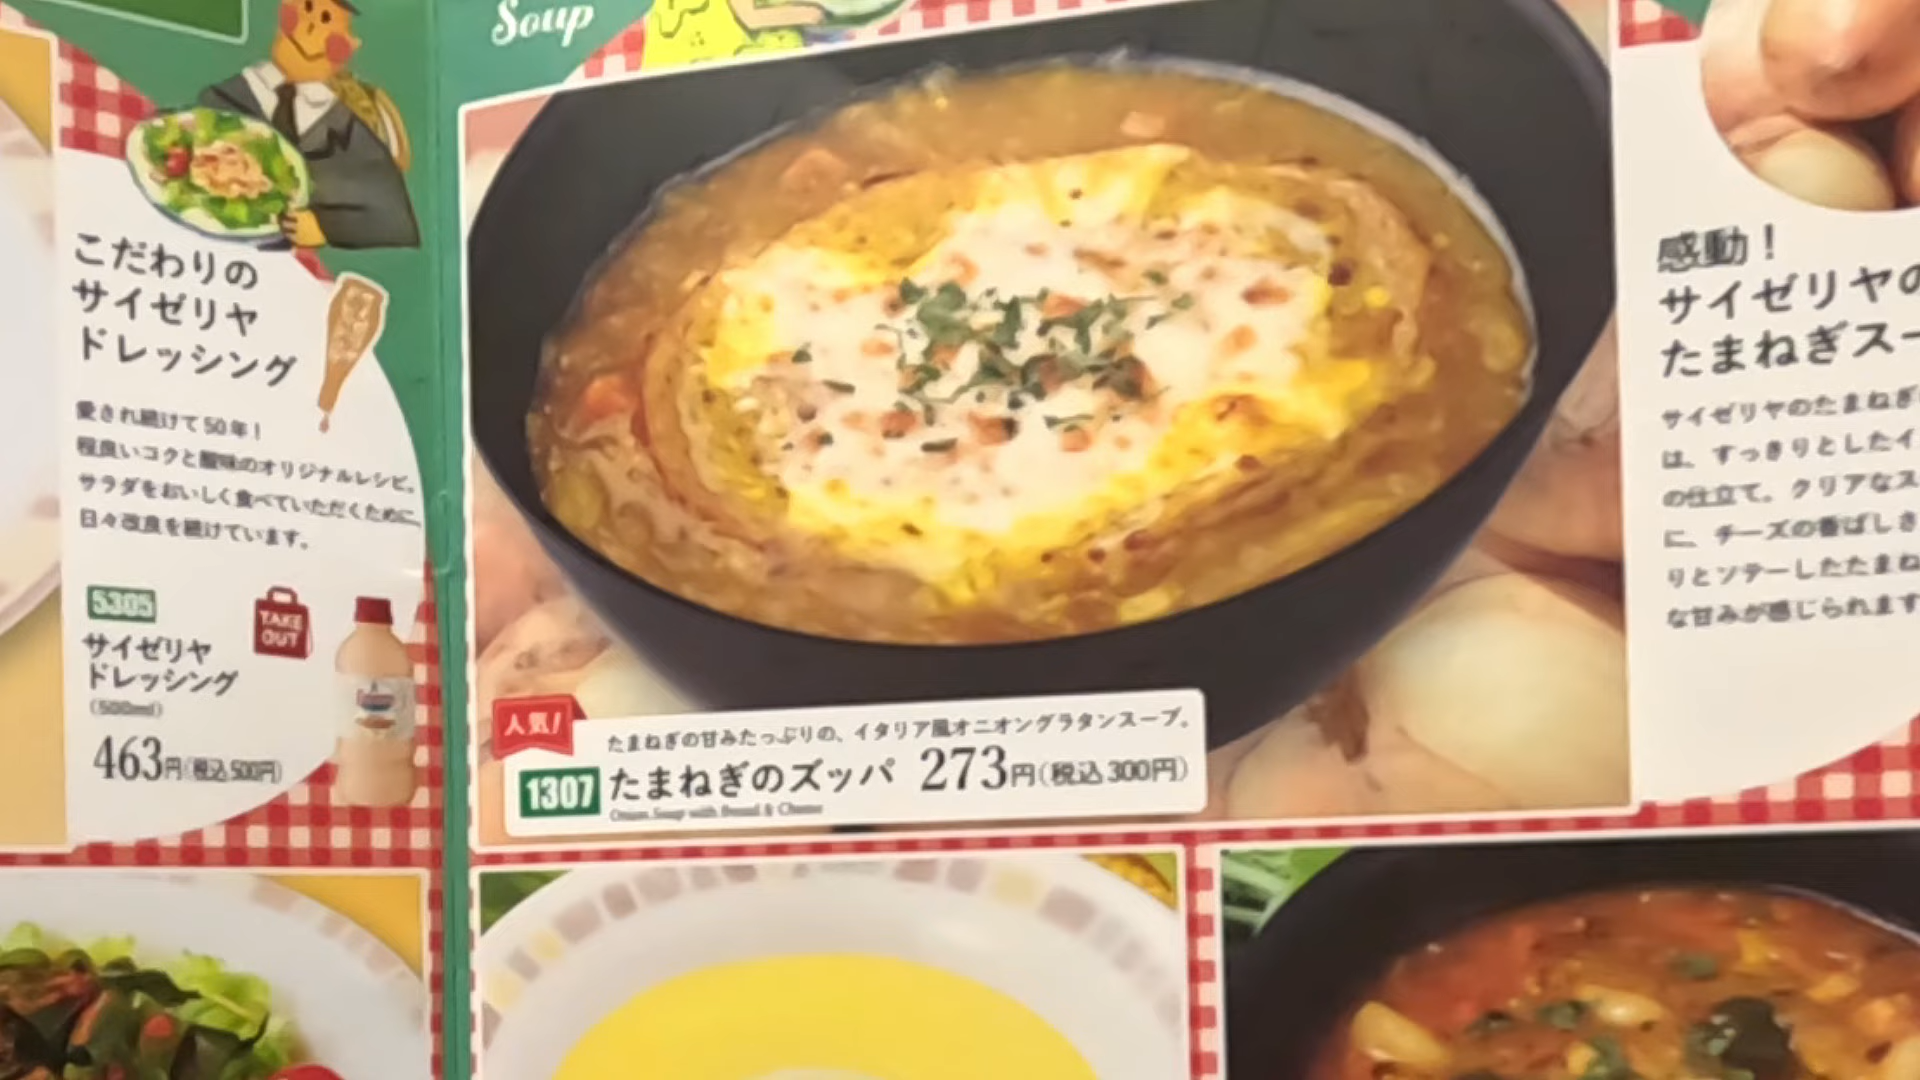 Soup
こだわりの
サイゼリヤ
ドレッシング
愛され続けて50年！
程良いコクと酸味のオリジナルレシピ。
サラダをおいしく食べていただくために、
日々改良を続けています。
5305
TAKE
OUT
サイゼリヤ
ドレッシング
(500ml)
463円(税込500円)
人気!
たまねぎの甘みたっぷりの、イタリア風オニオングラタンスープ。
1307 たまねぎのズッパ 273円(税込300円)
Onion Soup with Bread & Cheese
感動！
サイゼリヤの
たまねぎスー
サイゼリヤのたまねぎ
は、すっきりとしたイ
の仕立て。クリアなス
に、チーズの香ばしさ
りとソテーしたたまね
な甘みが感じられます